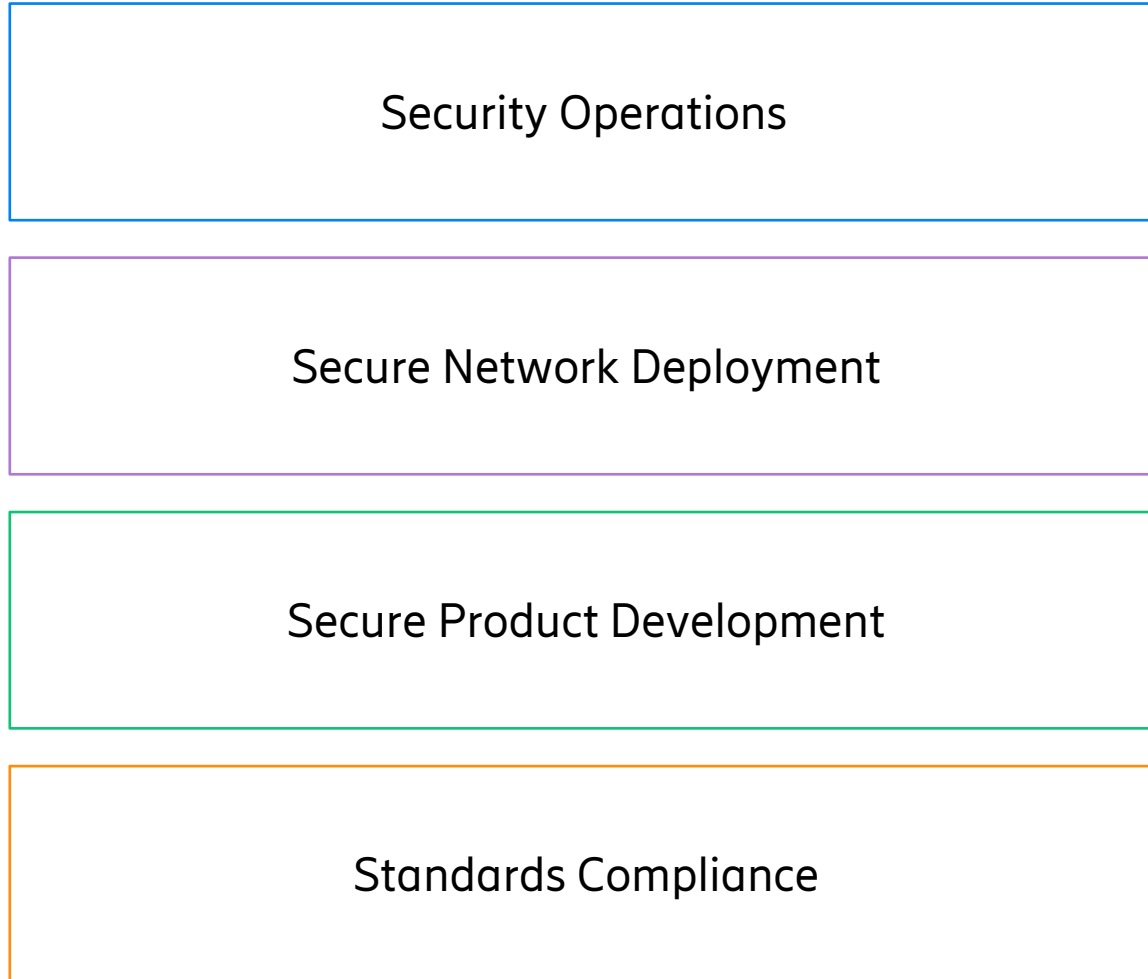 Security Operations
Secure Network Deployment
Secure Product Development
Standards Compliance